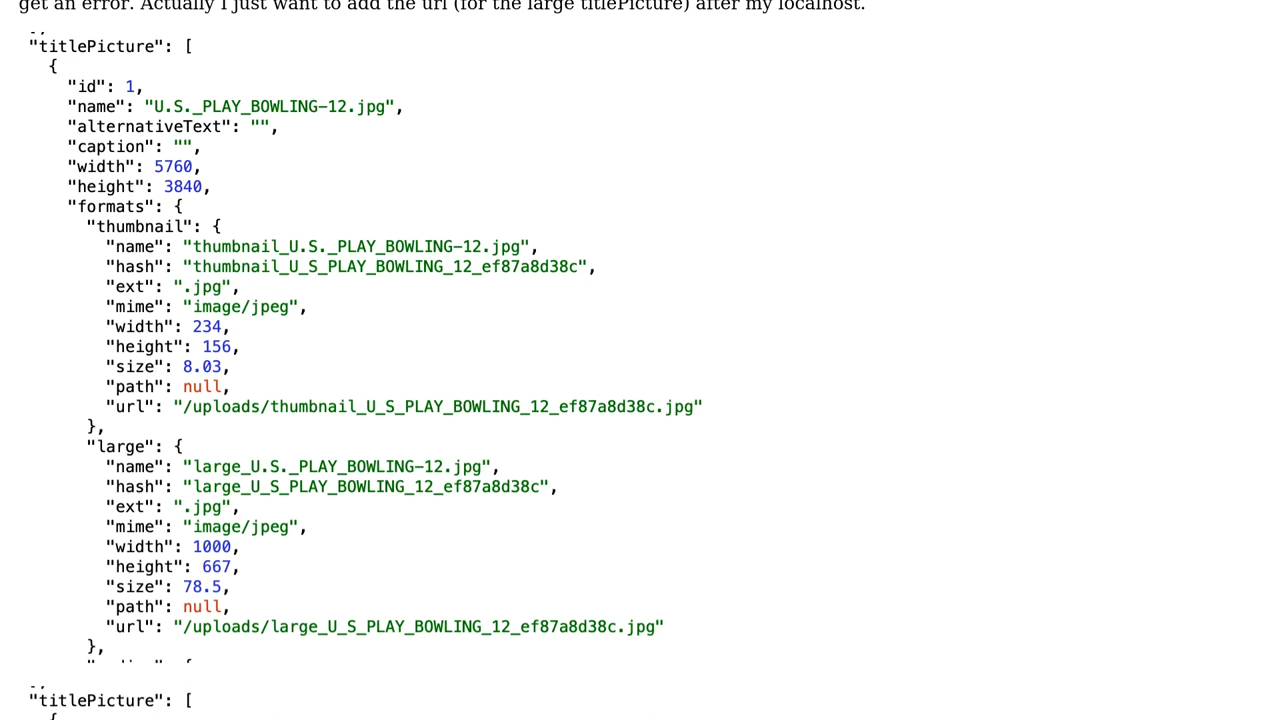 get an error. Actually I just want to add the url (for the large titlePicture) after my localhost.
"titlePicture": [
{
"id": 1,
"name": "U.S._PLAY_BOWLING-12.jpg",
"alternativeText": "",
"caption": "",
"width": 5760,
"height": 3840,
"formats": {
"thumbnail": {
"name": "thumbnail_U.S._PLAY_BOWLING-12.jpg",
"hash": "thumbnail_U_S_PLAY_BOWLING_12_ef87a8d38c",
"ext": ".jpg",
"mime": "image/jpeg",
"width": 234,
"height": 156,
"size": 8.03,
"path": null,
"url": "/uploads/thumbnail_U_S_PLAY_BOWLING_12_ef87a8d38c.jpg"
},
"large": {
"name": "large_U.S._PLAY_BOWLING-12.jpg",
"hash": "large_U_S_PLAY_BOWLING_12_ef87a8d38c",
"ext": ".jpg",
"mime": "image/jpeg",
"width": 1000,
"height": 667,
"size": 78.5,
"path": null,
"url": "/uploads/large_U_S_PLAY_BOWLING_12_ef87a8d38c.jpg"
},
"titlePicture": [
{